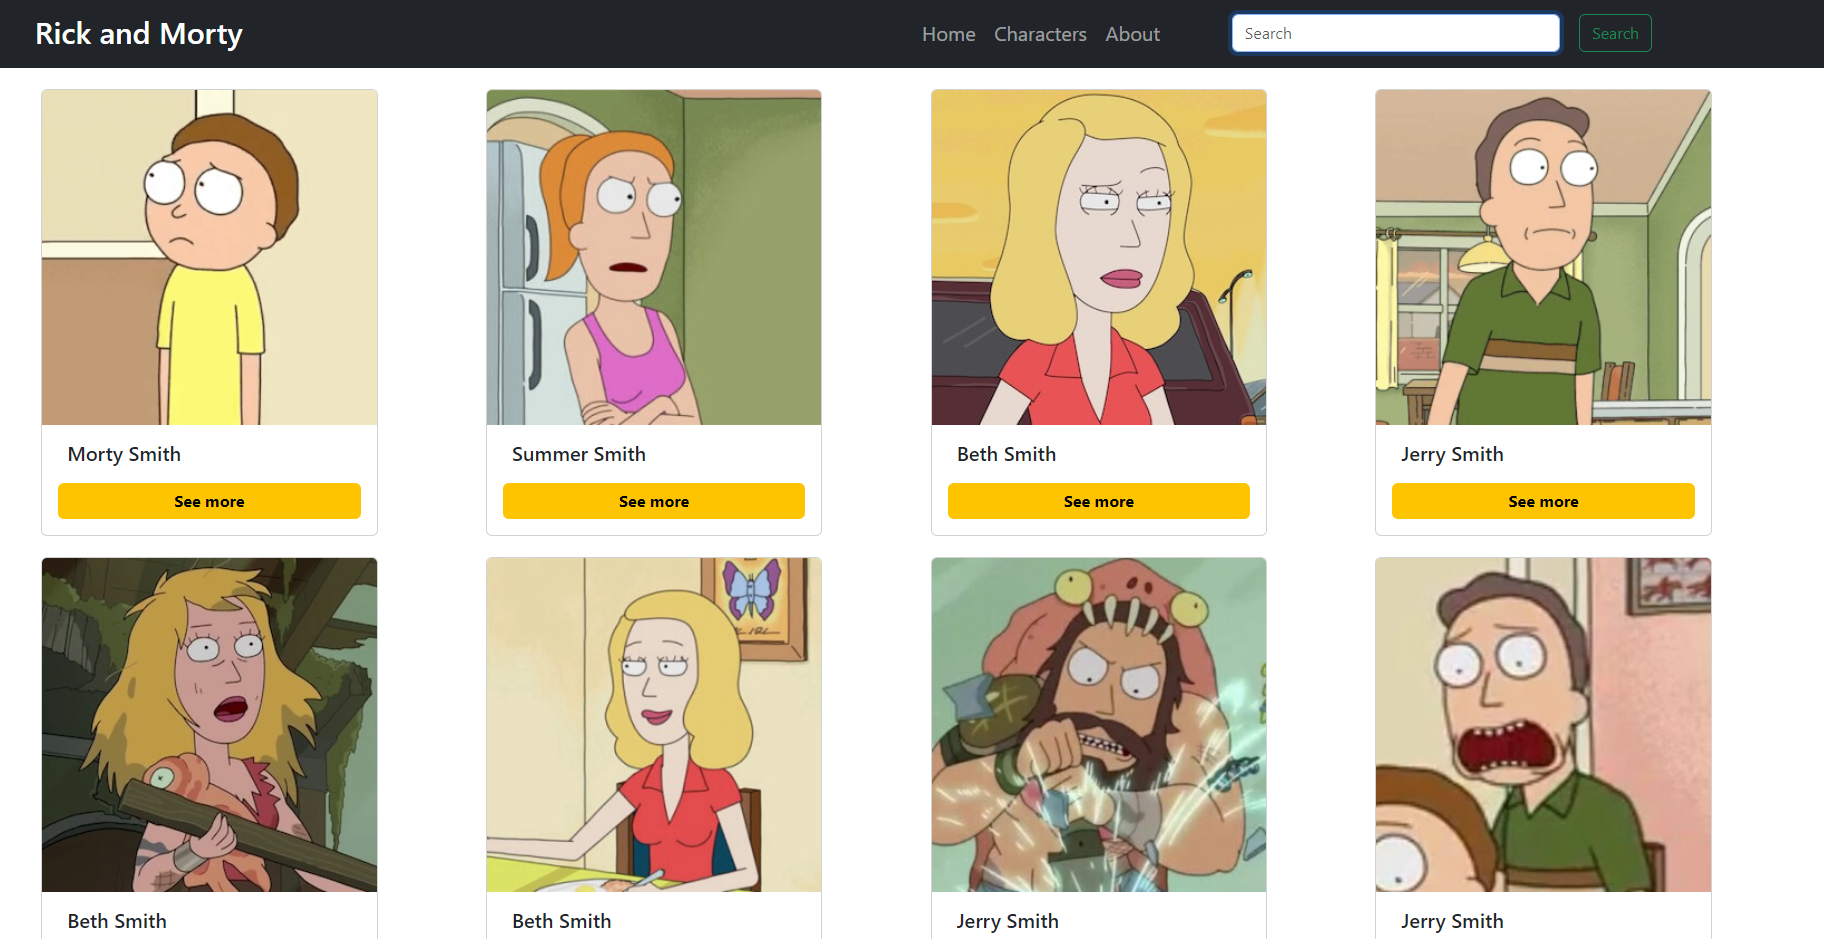 Rick and Morty
Home Characters About
Search
Search
Morty Smith
Summer Smith
Beth Smith
Jerry Smith
See more
See more
See more
See more
Beth Smith
Beth Smith
Jerry Smith
Jerry Smith